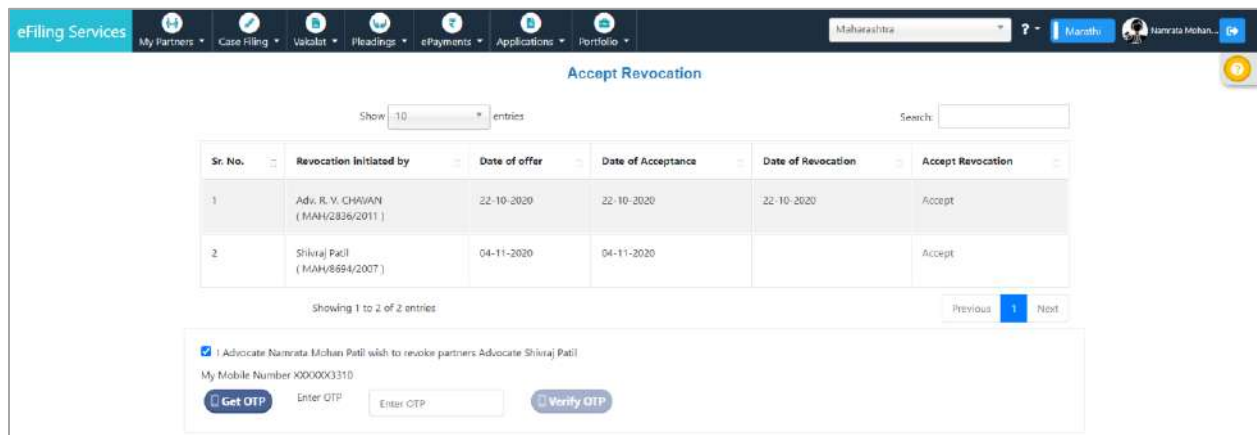 eFiling Services My Partners Case Filing Vakalat Pleadings ePayments Applications Portfolio Maharashtra ? Marathi Namrata Mohan...
Accept Revocation
Show 10 entries Search:
Sr. No. Revocation initiated by Date of offer Date of Acceptance Date of Revocation Accept Revocation
1 Adv. R. V. CHAVAN 22-10-2020 22-10-2020 22-10-2020 Accept
( MAH/2836/2011 )
2 Shivraj Patil 04-11-2020 04-11-2020 Accept
( MAH/8694/2007 )
Showing 1 to 2 of 2 entries Previous 1 Next
I Advocate Namrata Mohan Patil wish to revoke partners Advocate Shivraj Patil
My Mobile Number XXXXXX3310
Get OTP Enter OTP Enter OTP Verify OTP